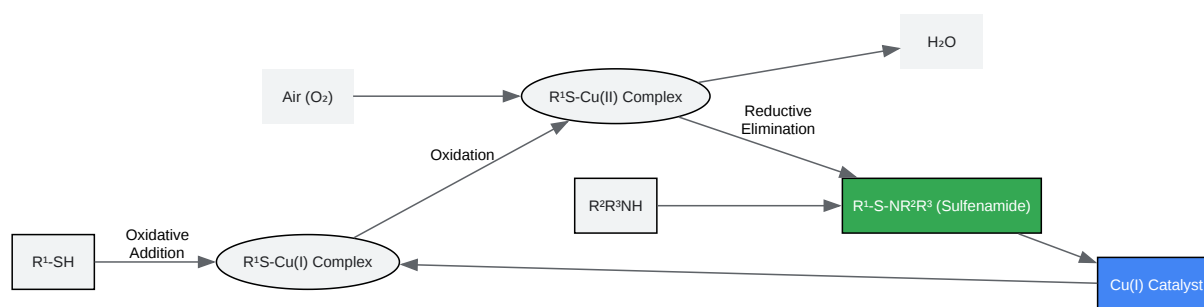 H₂O
Air (O₂)
R¹S-Cu(II) Complex
Reductive
Elimination
Oxidation
R²R³NH
R¹-S-NR²R³ (Sulfenamide)
Oxidative
Addition
R¹-SH
R¹S-Cu(I) Complex
Cu(I) Catalyst